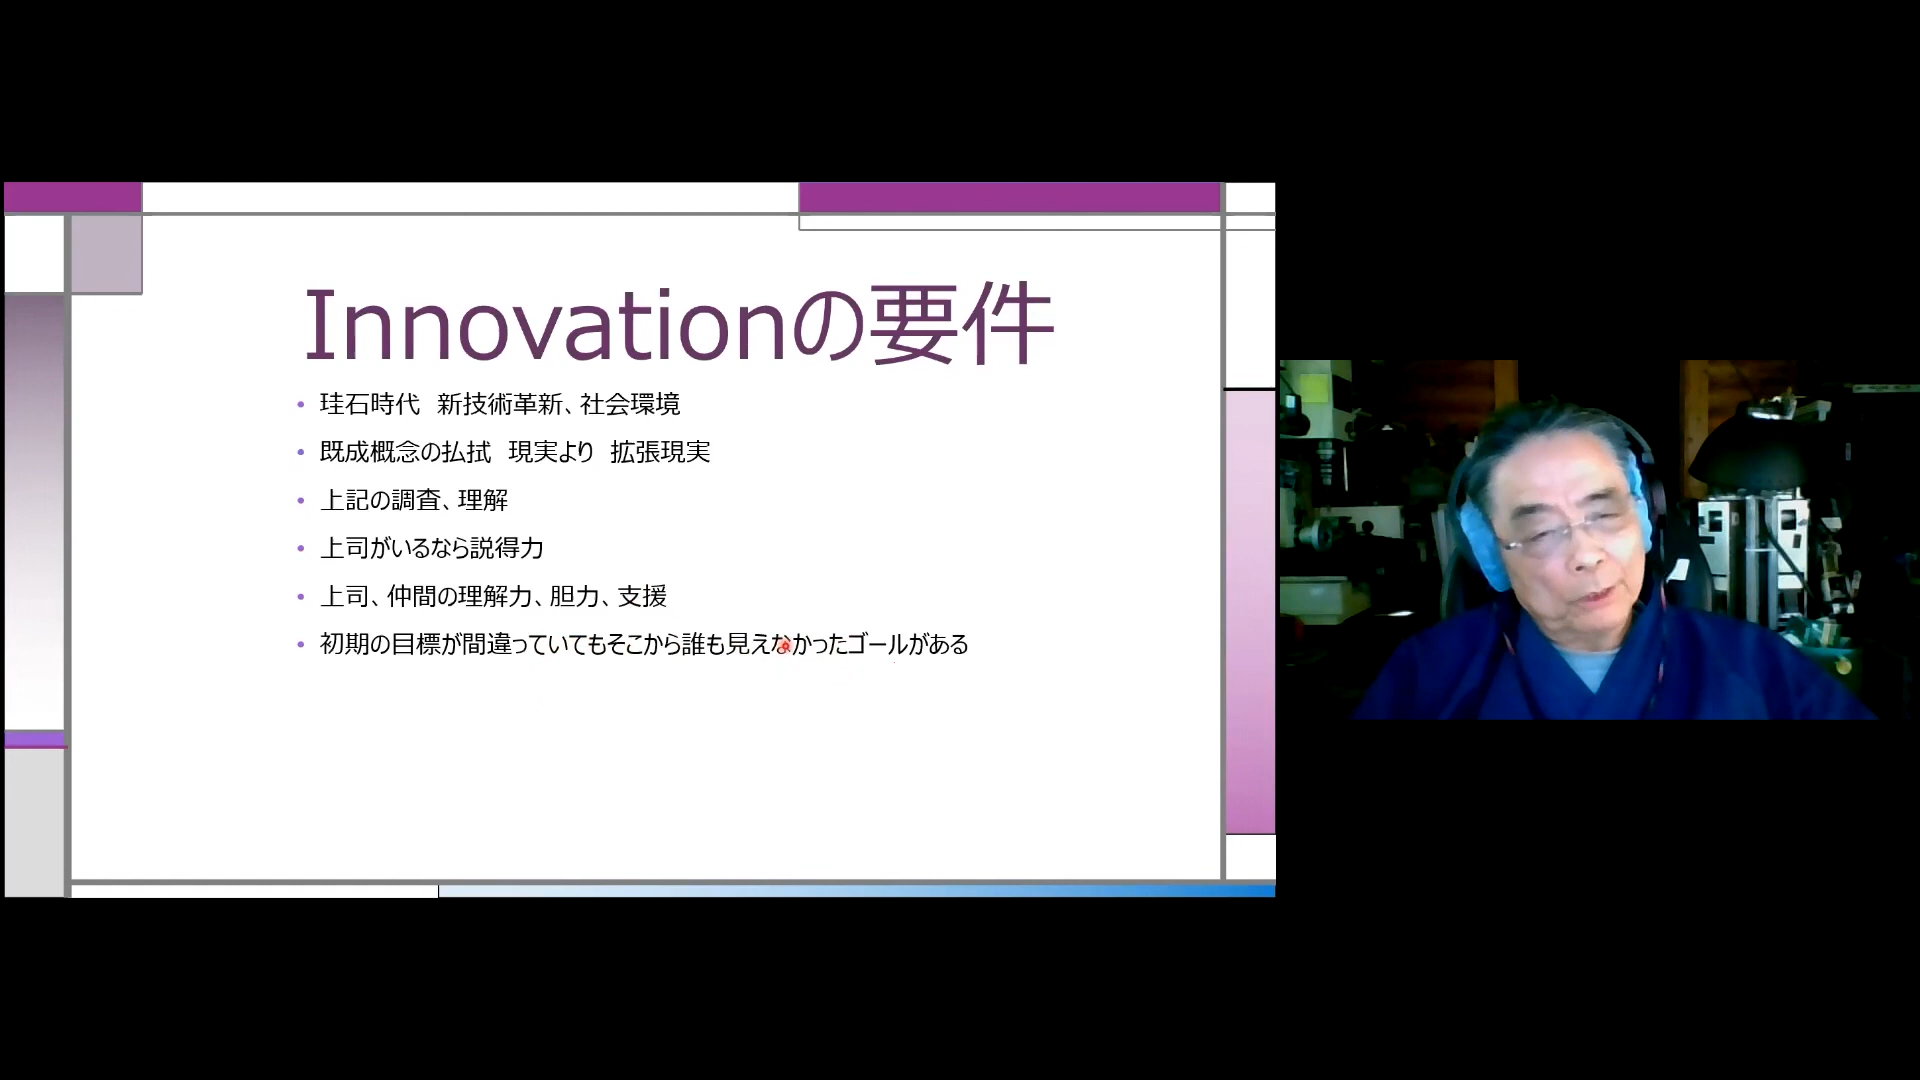 Innovationの要件
• 珪石時代　新技術革新、社会環境
• 既成概念の払拭　現実より　拡張現実
• 上記の調査、理解
• 上司がいるなら説得力
• 上司、仲間の理解力、胆力、支援
• 初期の目標が間違っていてもそこから誰も見えなかったゴールがある